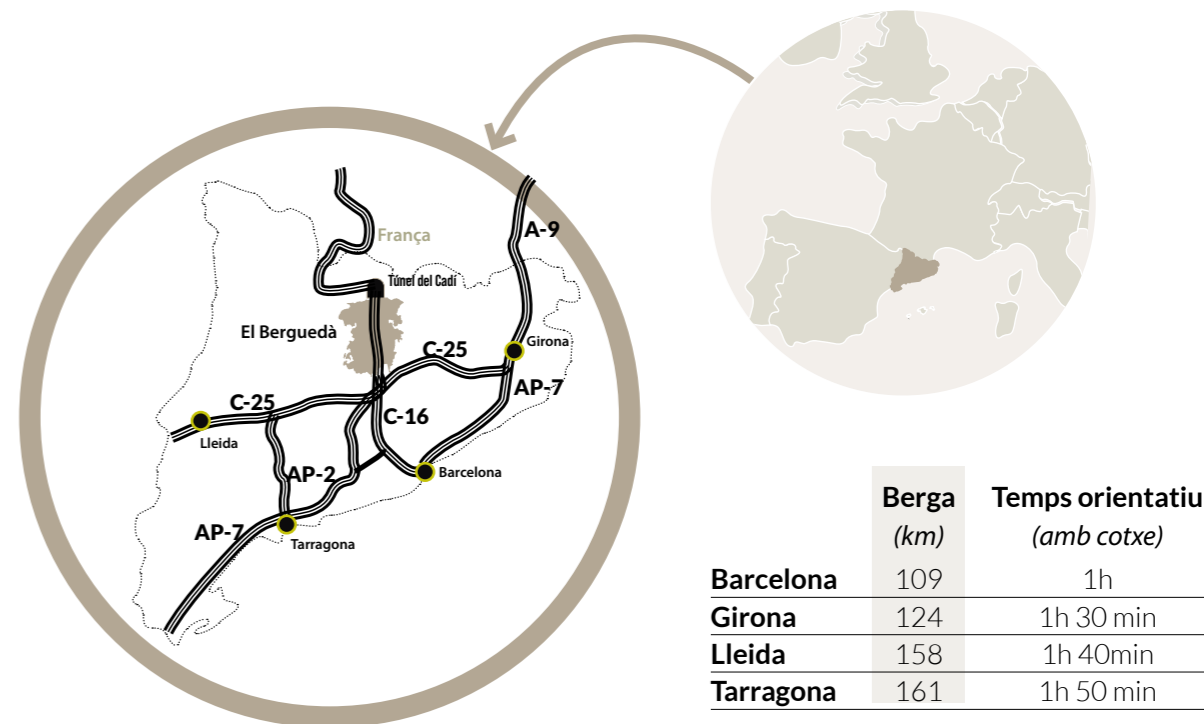 A-9
França
Túnel del Cadí
El Berguedà
Girona
C-25
AP-7
C-25
C-16
Lleida
Barcelona
AP-2
AP-7
Tarragona
Berga Temps orientatiu
(km) (amb cotxe)
Barcelona 109 1h
Girona 124 1h 30 min
Lleida 158 1h 40min
Tarragona 161 1h 50 min